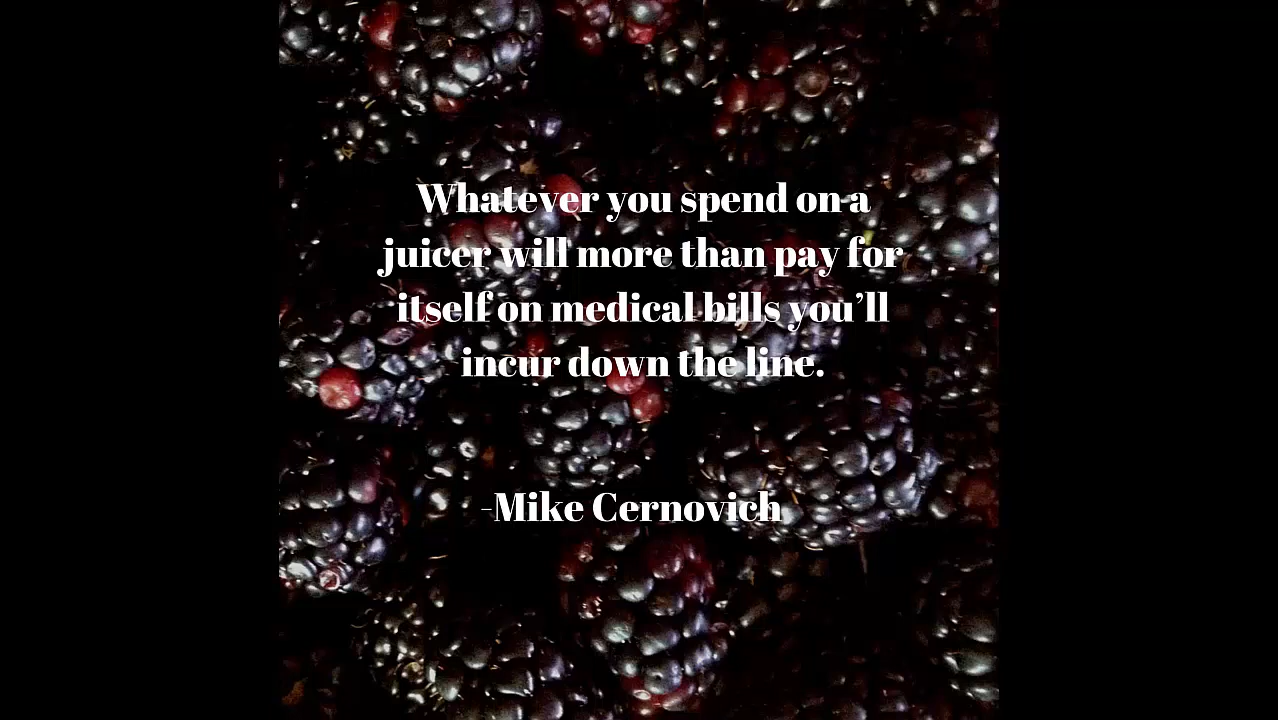 Whatever you spend on a
juicer will more than pay for
itself on medical bills you’ll
incur down the line.
-Mike Cernovich